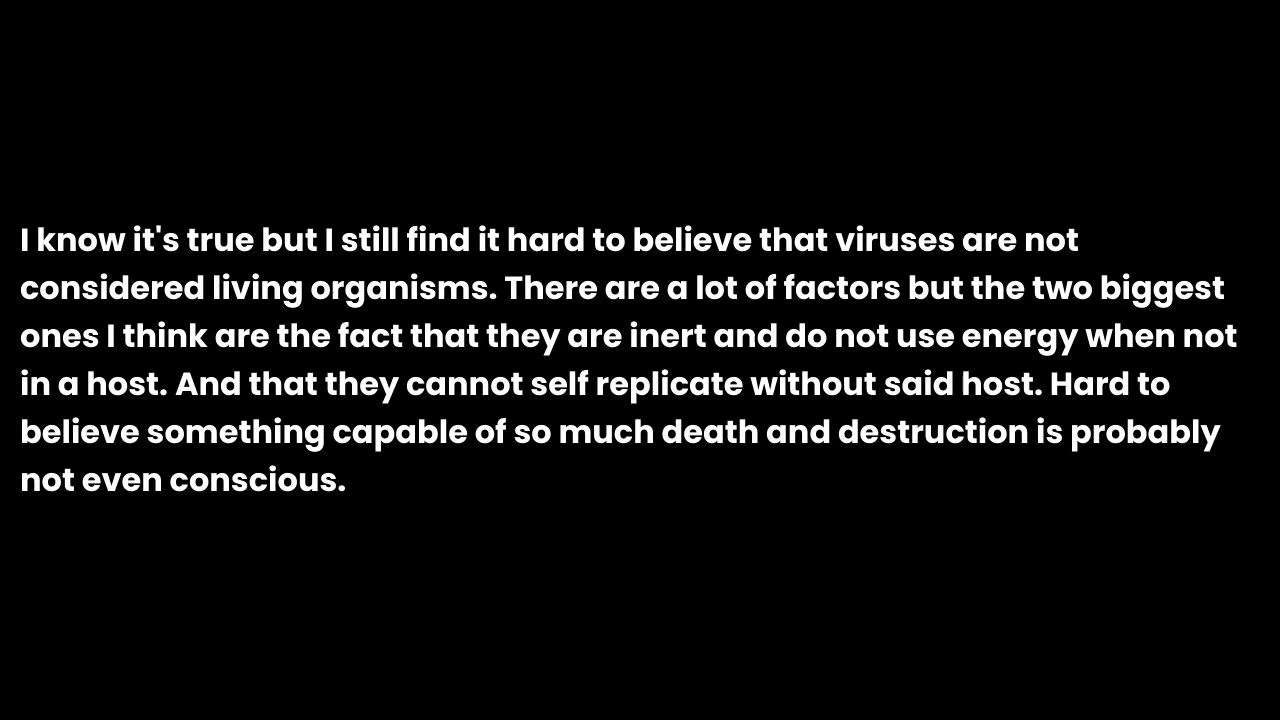 I know it's true but I still find it hard to believe that viruses are not
considered living organisms. There are a lot of factors but the two biggest
ones I think are the fact that they are inert and do not use energy when not
in a host. And that they cannot self replicate without said host. Hard to
believe something capable of so much death and destruction is probably
not even conscious.